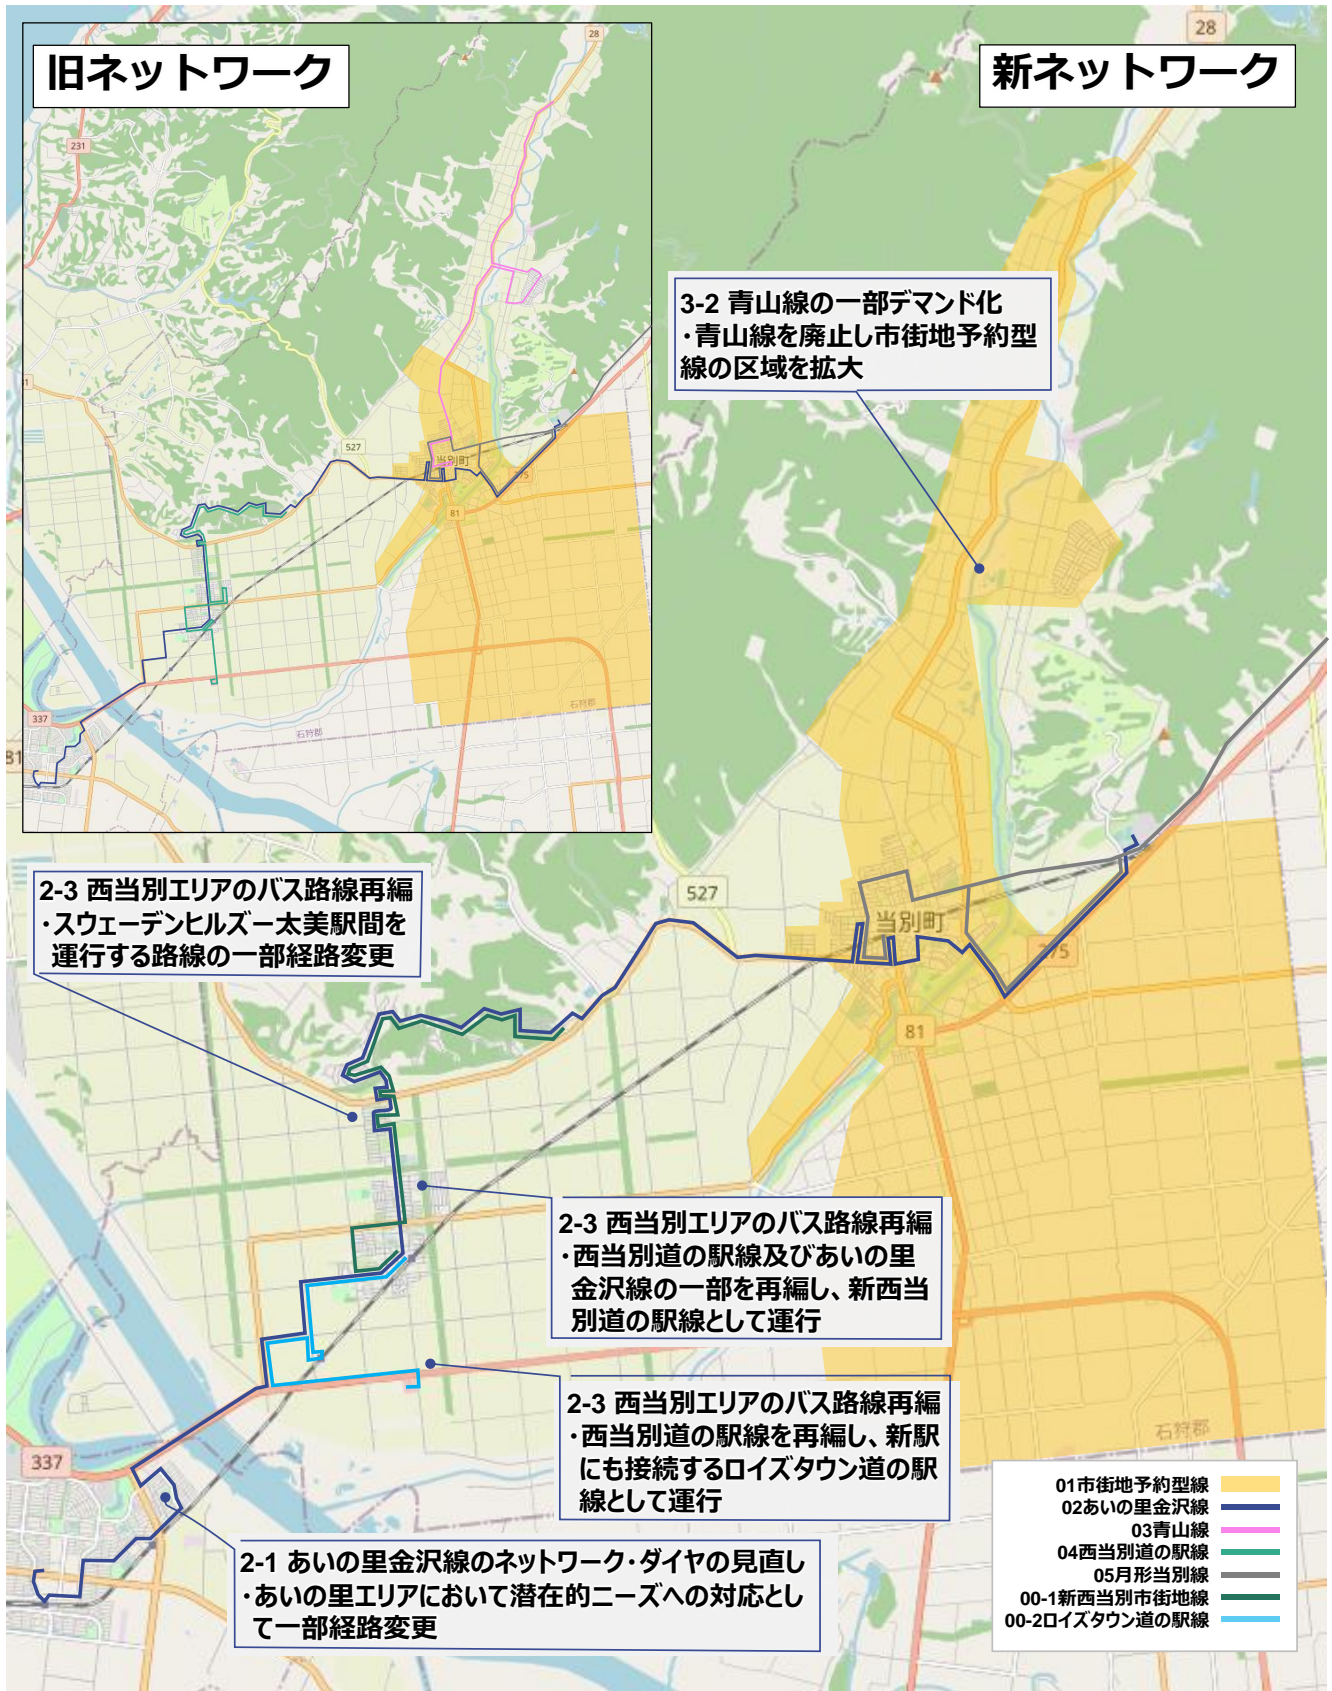 旧ネットワーク
新ネットワーク
28
28
231
3-2 青山線の一部デマンド化
・青山線を廃止し市街地予約型
線の区域を拡大
527
当別町
275
81
石狩郡
337
81
2-3 西当別エリアのバス路線再編
・スウェーデンヒルズー太美駅間を
運行する路線の一部経路変更
527
当別町
275
81
2-3 西当別エリアのバス路線再編
・西当別道の駅線及びあいの里
金沢線の一部を再編し、新西当
別道の駅線として運行
2-3 西当別エリアのバス路線再編
・西当別道の駅線を再編し、新駅
にも接続するロイズタウン道の駅
線として運行
石狩郡
337
2-1 あいの里金沢線のネットワーク・ダイヤの見直し
・あいの里エリアにおいて潜在的ニーズへの対応とし
て一部経路変更
01市街地予約型線
02あいの里金沢線
03青山線
04西当別道の駅線
05月形当別線
00-1新西当別市街地線
00-2ロイズタウン道の駅線